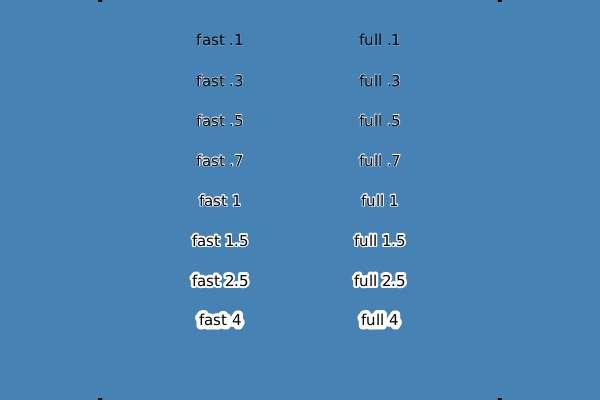 fast .1 full .1
fast .3 full .3
fast .5 full .5
fast .7 full .7
fast 1 full 1
fast 1.5 full 1.5
fast 2.5 full 2.5
fast 4 full 4